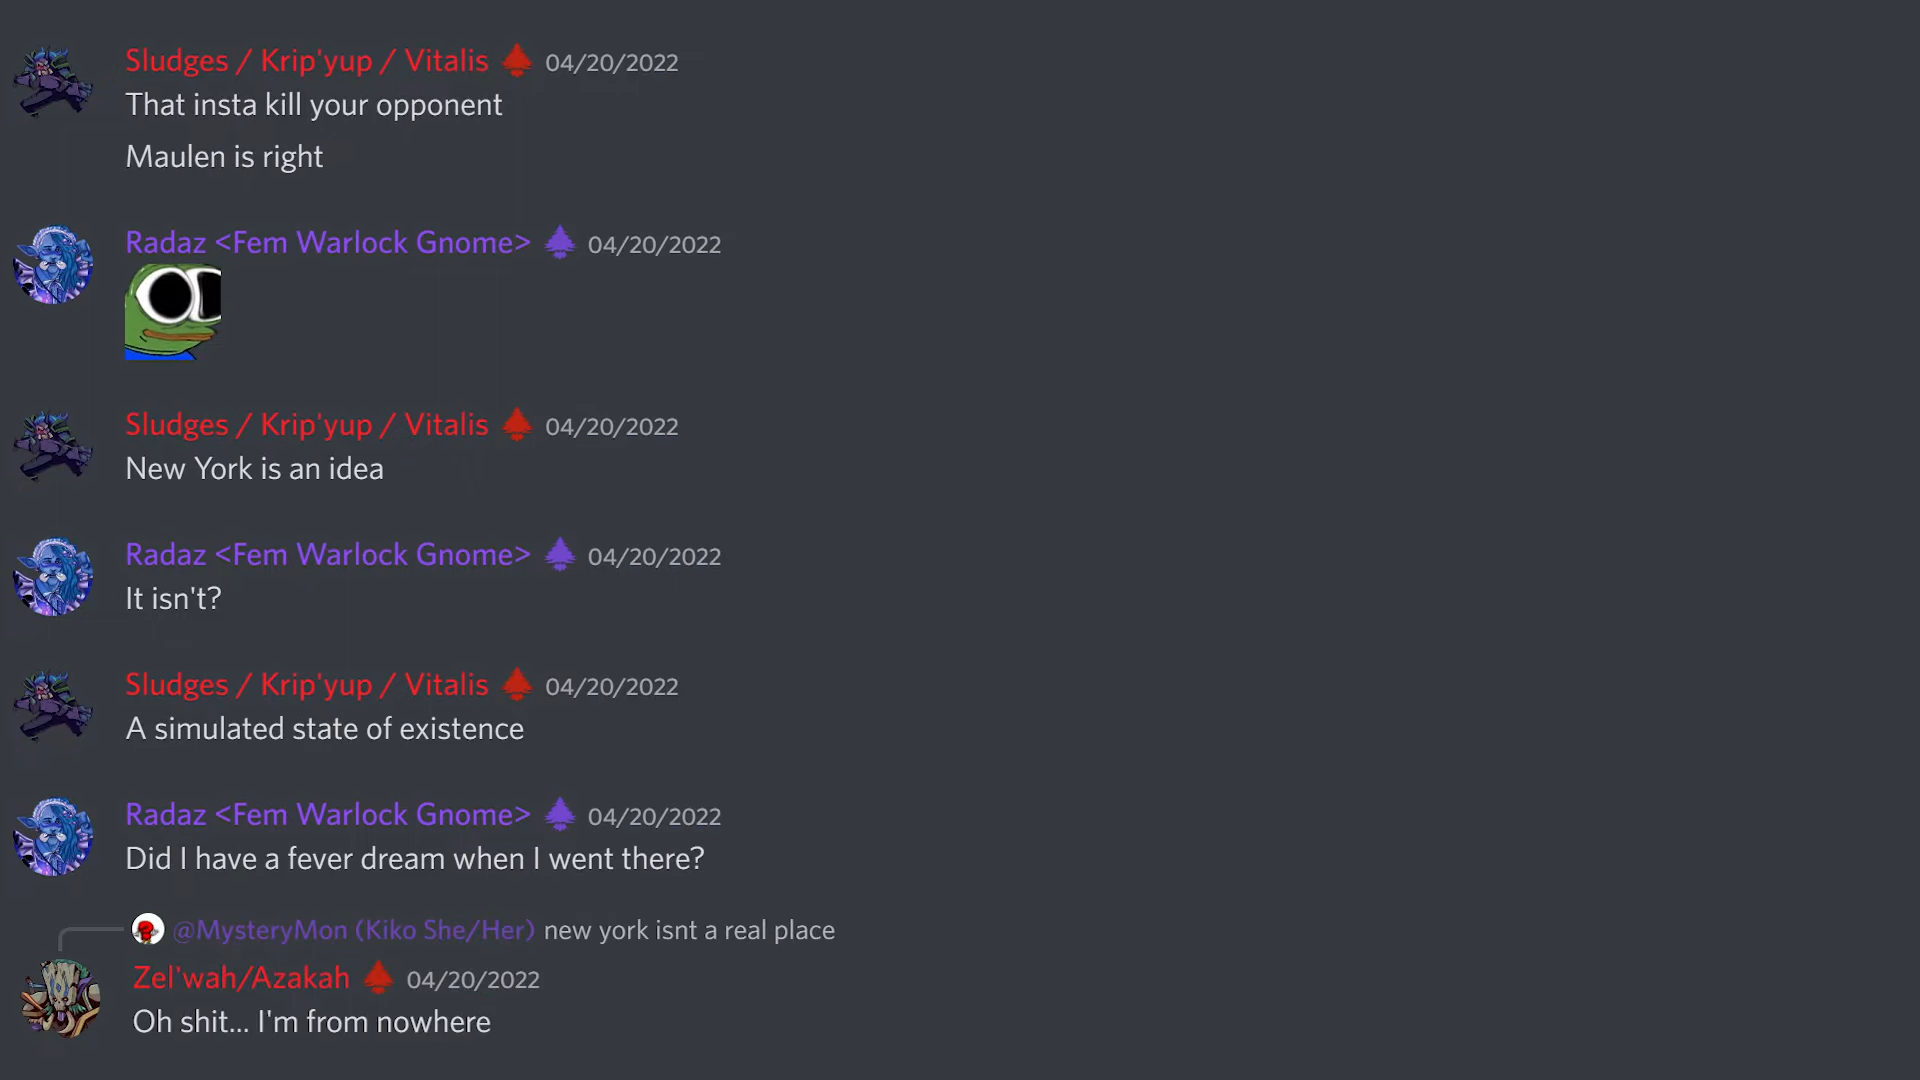 Sludges / Krip'yup / Vitalis 04/20/2022
That insta kill your opponent
Maulen is right
Radaz <Fem Warlock Gnome> 04/20/2022
Sludges / Krip'yup / Vitalis 04/20/2022
New York is an idea
Radaz <Fem Warlock Gnome> 04/20/2022
It isn't?
Sludges / Krip'yup / Vitalis 04/20/2022
A simulated state of existence
Radaz <Fem Warlock Gnome> 04/20/2022
Did I have a fever dream when I went there?
@MysteryMon (Kiko She/Her) new york isnt a real place
Zel'wah/Azakah 04/20/2022
Oh shit... I'm from nowhere